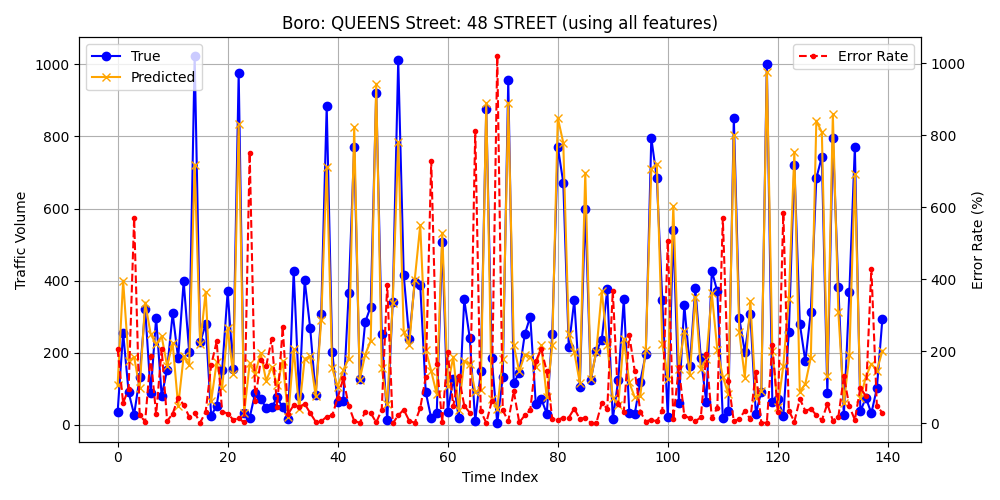 Boro: QUEENS Street: 48 STREET (using all features)
True
Predicted
Error Rate
1000
800
600
400
200
0
Traffic Volume
1000
800
600
400
200
0
Error Rate (%)
0 20 40 60 80 100 120 140
Time Index